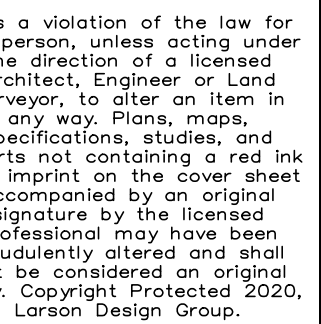 s a violation of the law for
person, unless acting under
he direction of a licensed
rchitect, Engineer or Land
rveyor, to alter an item in
any way. Plans, maps,
pecifications, studies, and
rts not containing a red ink
imprint on the cover sheet
ccompanied by an original
signature by the licensed
ofessional may have been
udulently altered and shall
t be considered an original
y. Copyright Protected 2020,
Larson Design Group.